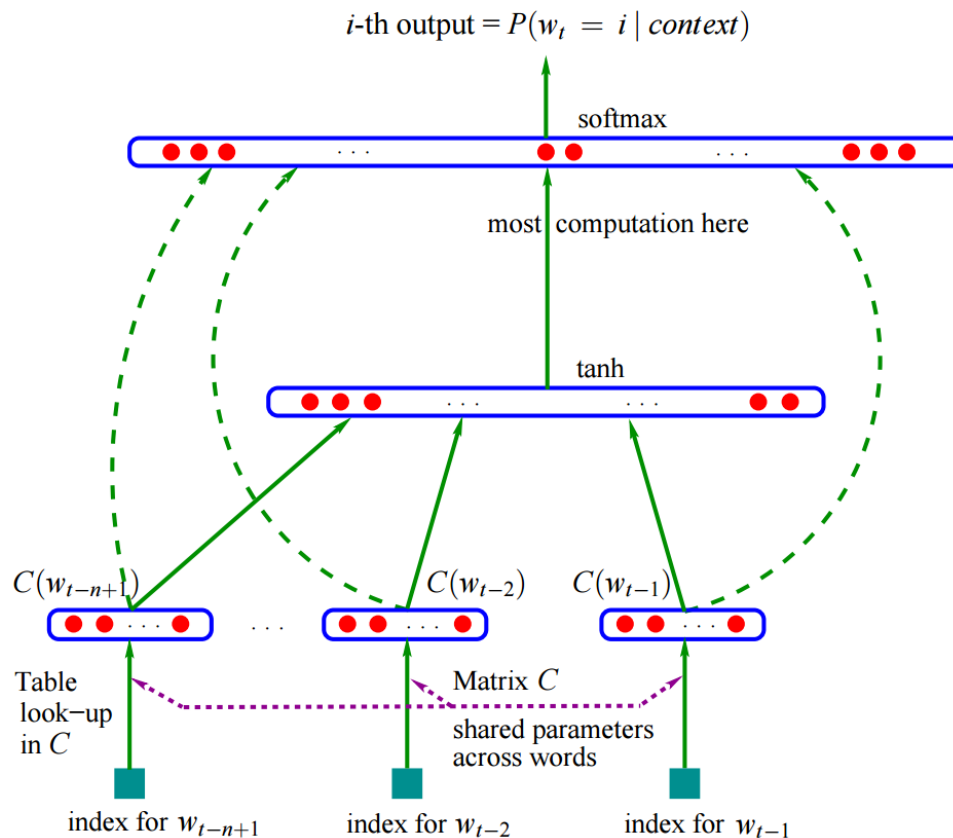 i-th output = P(w_t = i | context)
softmax
. . .
. . .
most computation here
tanh
. . .
. . .
C(w_{t−n+1})
C(w_{t−2})
C(w_{t−1})
. . .
. . .
. . .
. . .
Table
look−up
in C
Matrix C
shared parameters
across words
index for w_{t−n+1}
index for w_{t−2}
index for w_{t−1}